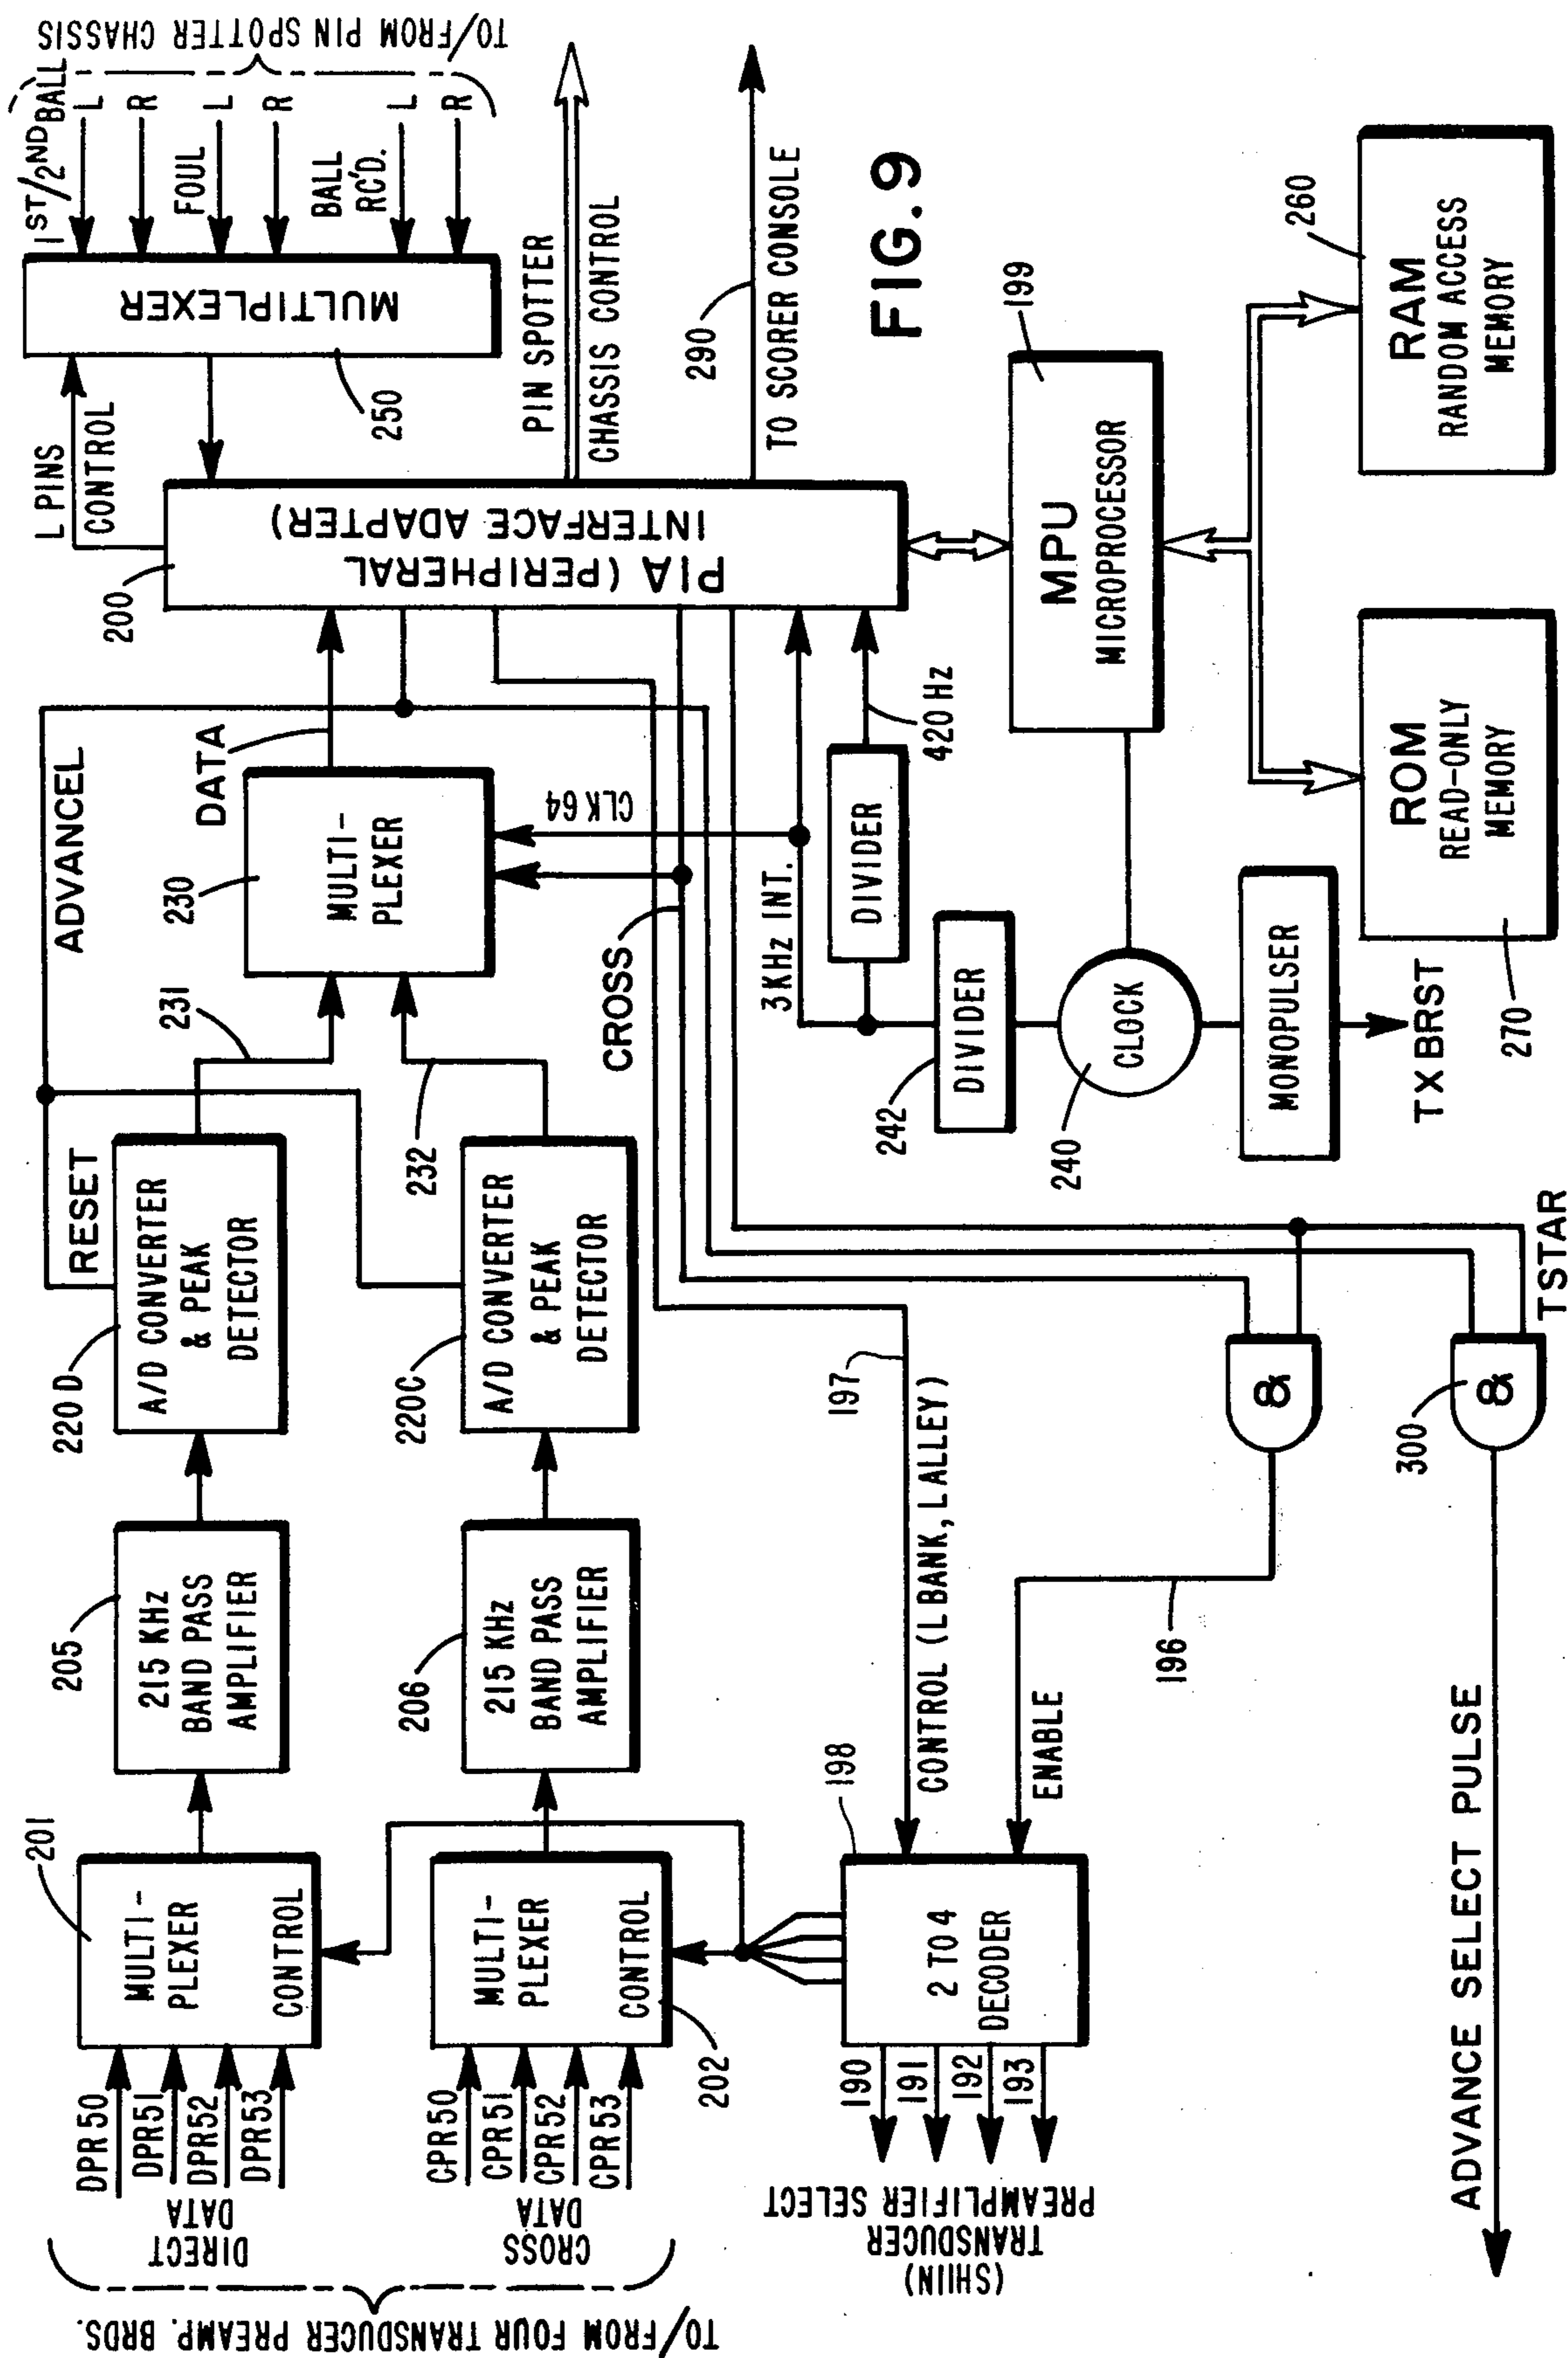 TO/FROM FOUR TRANSDUCER PREAMP. BRDS.
DIRECT
DATA
DPR50
DPR51
DPR52
DPR53
CROSS
DATA
CPR50
CPR51
CPR52
CPR53
201
MULTI-
PLEXER
CONTROL
MULTI-
PLEXER
CONTROL
202
205
215 KHz
BAND PASS
AMPLIFIER
206
215 KHz
BAND PASS
AMPLIFIER
220D
A/D CONVERTER
& PEAK
DETECTOR
RESET
220C
A/D CONVERTER
& PEAK
DETECTOR
231
232
ADVANCEL
230
MULTI-
PLEXER
DATA
CROSS
CLK 64
3KHz INT.
200
PIA (PERIPHERAL
INTERFACE ADAPTER)
L PINS
CONTROL
MULTIPLEXER
250
1ST/2ND BALL
L
R
FOUL
L
R
BALL
RC'D.
L
R
TO/FROM PIN SPOTTER CHASSIS
PIN SPOTTER
CHASSIS CONTROL
290
TO SCORER CONSOLE
FIG.9
(SHIIN)
TRANSDUCER
PREAMPLIFIER SELECT
190
191
192
193
198
2 TO 4
DECODER
197
CONTROL (L BANK, L ALLEY)
ENABLE
196
&
300
&
TSTAR
ADVANCE SELECT PULSE
242
DIVIDER
DIVIDER
420 Hz
240
CLOCK
MONOPULSER
TX BRST
199
MPU
MICROPROCESSOR
ROM
READ-ONLY
MEMORY
270
260
RAM
RANDOM ACCESS
MEMORY